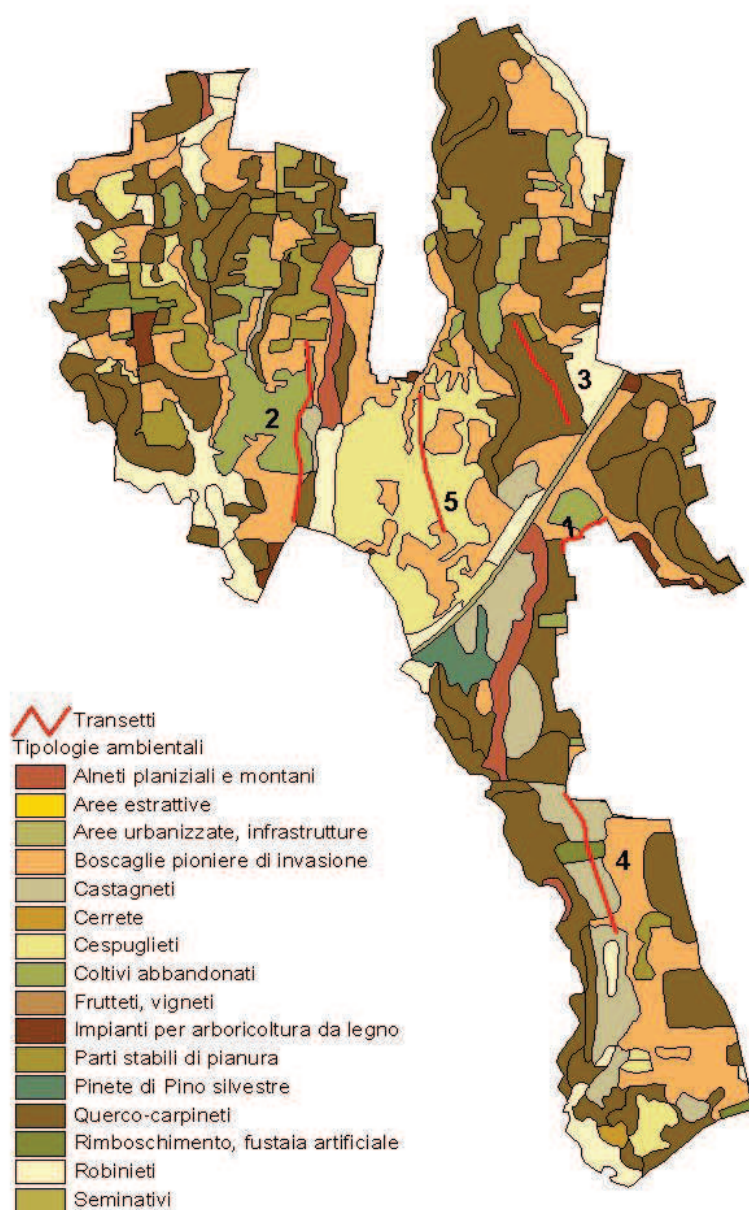 3
2
5
1
4
Transetti
Tipologie ambientali
Alneti planiziali e montani
Aree estrattive
Aree urbanizzate, infrastrutture
Boscaglie pioniere di invasione
Castagneti
Cerrete
Cespuglieti
Coltivi abbandonati
Frutteti, vigneti
Impianti per arboricoltura da legno
Parti stabili di pianura
Pinete di Pino silvestre
Querco-carpineti
Rimboschimento, fustaia artificiale
Robinieti
Seminativi